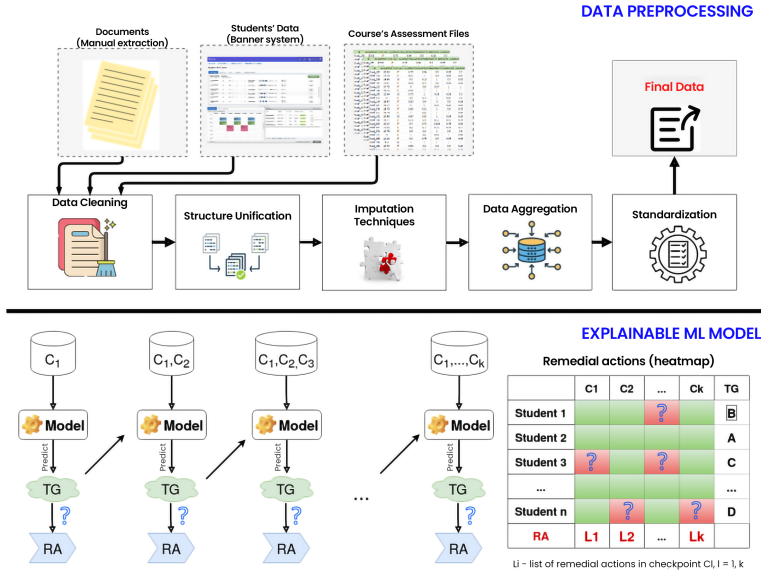 DATA PREPROCESSING
Documents
(Manual extraction)
Students' Data
(Banner system)
Course's Assessment Files
Final Data
Data Cleaning
Structure Unification
Imputation
Techniques
Data Aggregation
Standardization
EXPLAINABLE ML MODEL
C1
C1,C2
C1,C2,C3
C1,...,Ck
Remedial actions (heatmap)
C1 C2 ... Ck TG
Student 1 ? B
Student 2 A
Student 3 ? ? C
... ...
Student n ? ? D
RA L1 L2 ... Lk
Model Model Model Model
Predict Predict Predict Predict
TG TG TG ... TG
? ? ? ?
RA RA RA RA
Li - list of remedial actions in checkpoint CI, I = 1, k